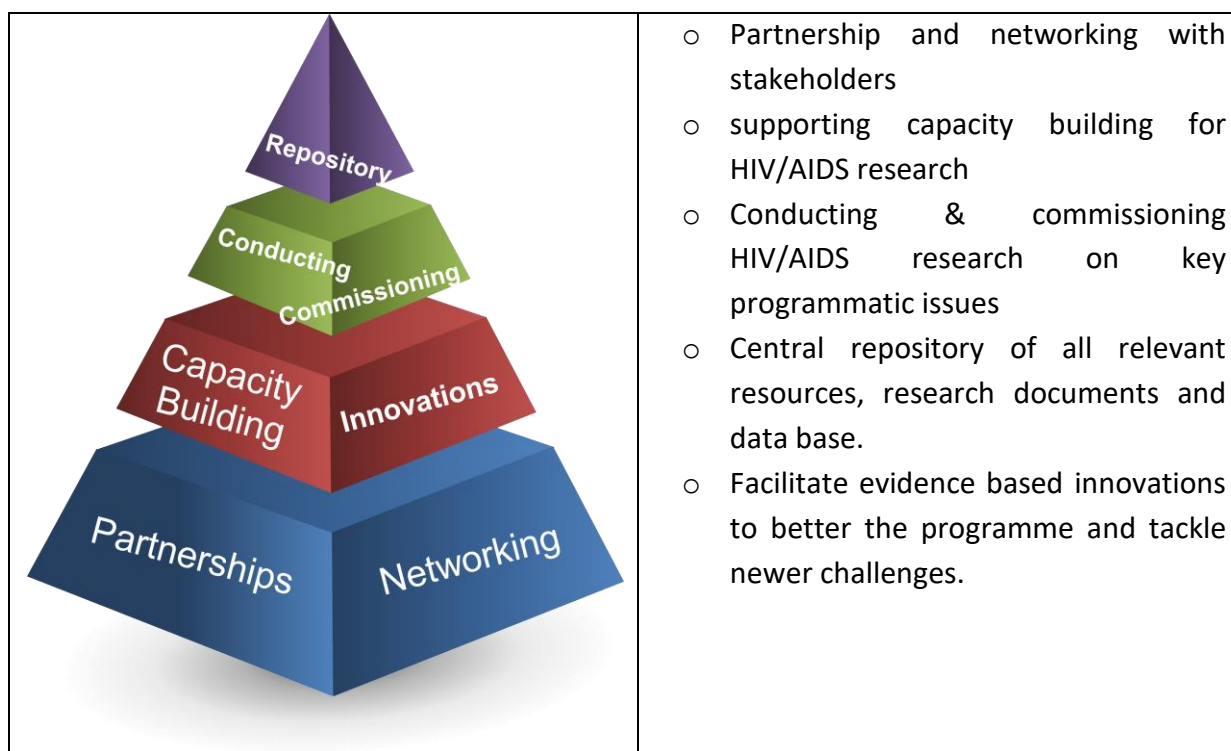 Repository
Conducting
Commissioning
Capacity
Building
Innovations
Partnerships
Networking
o Partnership and networking with
stakeholders
o supporting capacity building for
HIV/AIDS research
o Conducting & commissioning
HIV/AIDS research on key
programmatic issues
o Central repository of all relevant
resources, research documents and
data base.
o Facilitate evidence based innovations
to better the programme and tackle
newer challenges.